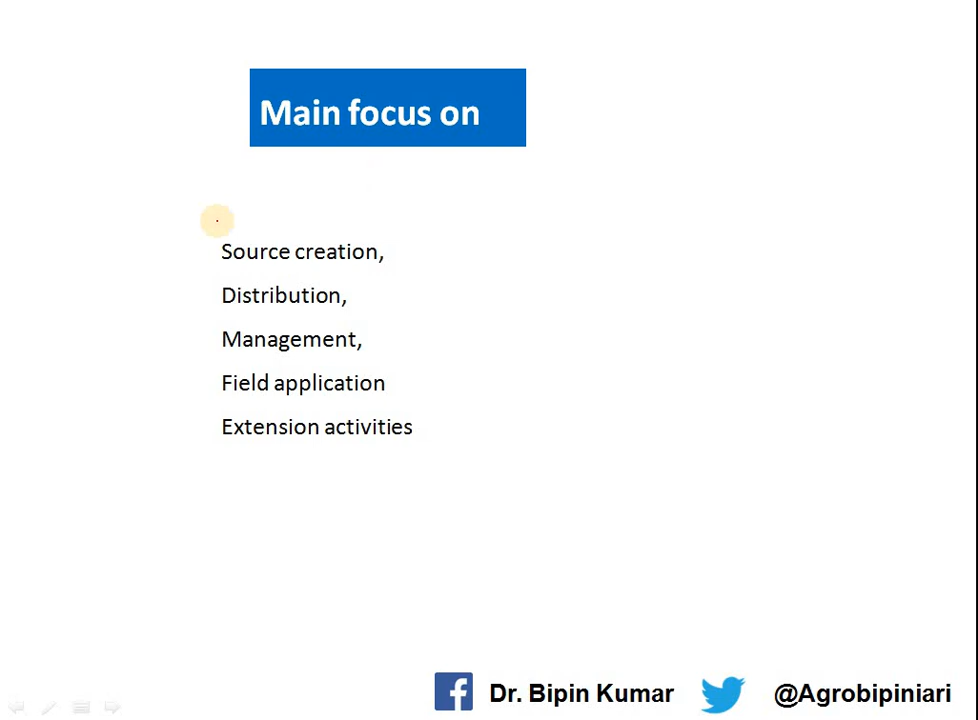 Main focus on
Source creation,
Distribution,
Management,
Field application
Extension activities
Dr. Bipin Kumar @Agrobipiniari